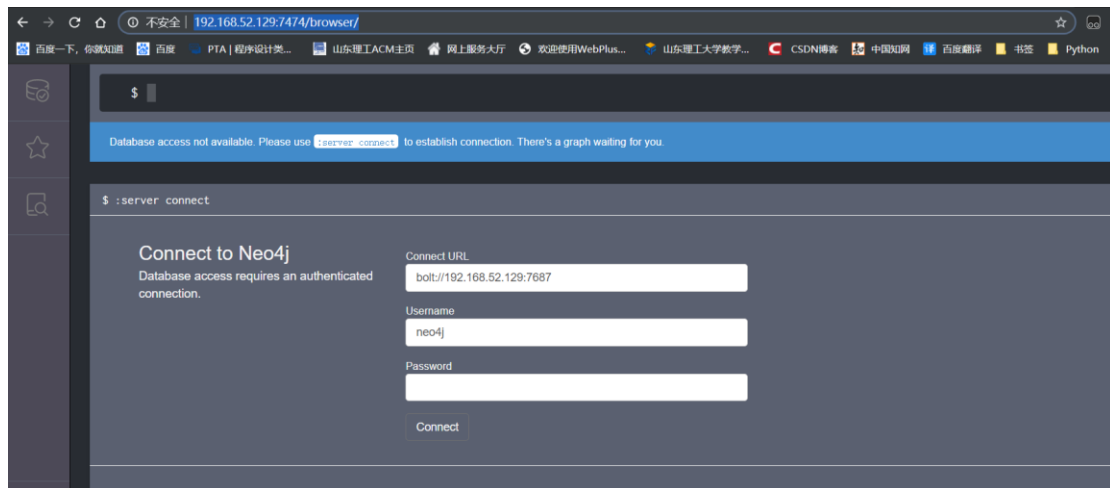 不安全 192.168.52.129:7474/browser/
百度一下，你就知道 百度 PTA | 程序设计类... 山东理工ACM主页 网上服务大厅 欢迎使用WebPlus... 山东理工大学教学... CSDN博客 中国知网 百度翻译 书签 Python
$
Database access not available. Please use :server connect to establish connection. There's a graph waiting for you.
$ :server connect
Connect to Neo4j
Database access requires an authenticated
connection.
Connect URL
bolt://192.168.52.129:7687
Username
neo4j
Password
Connect